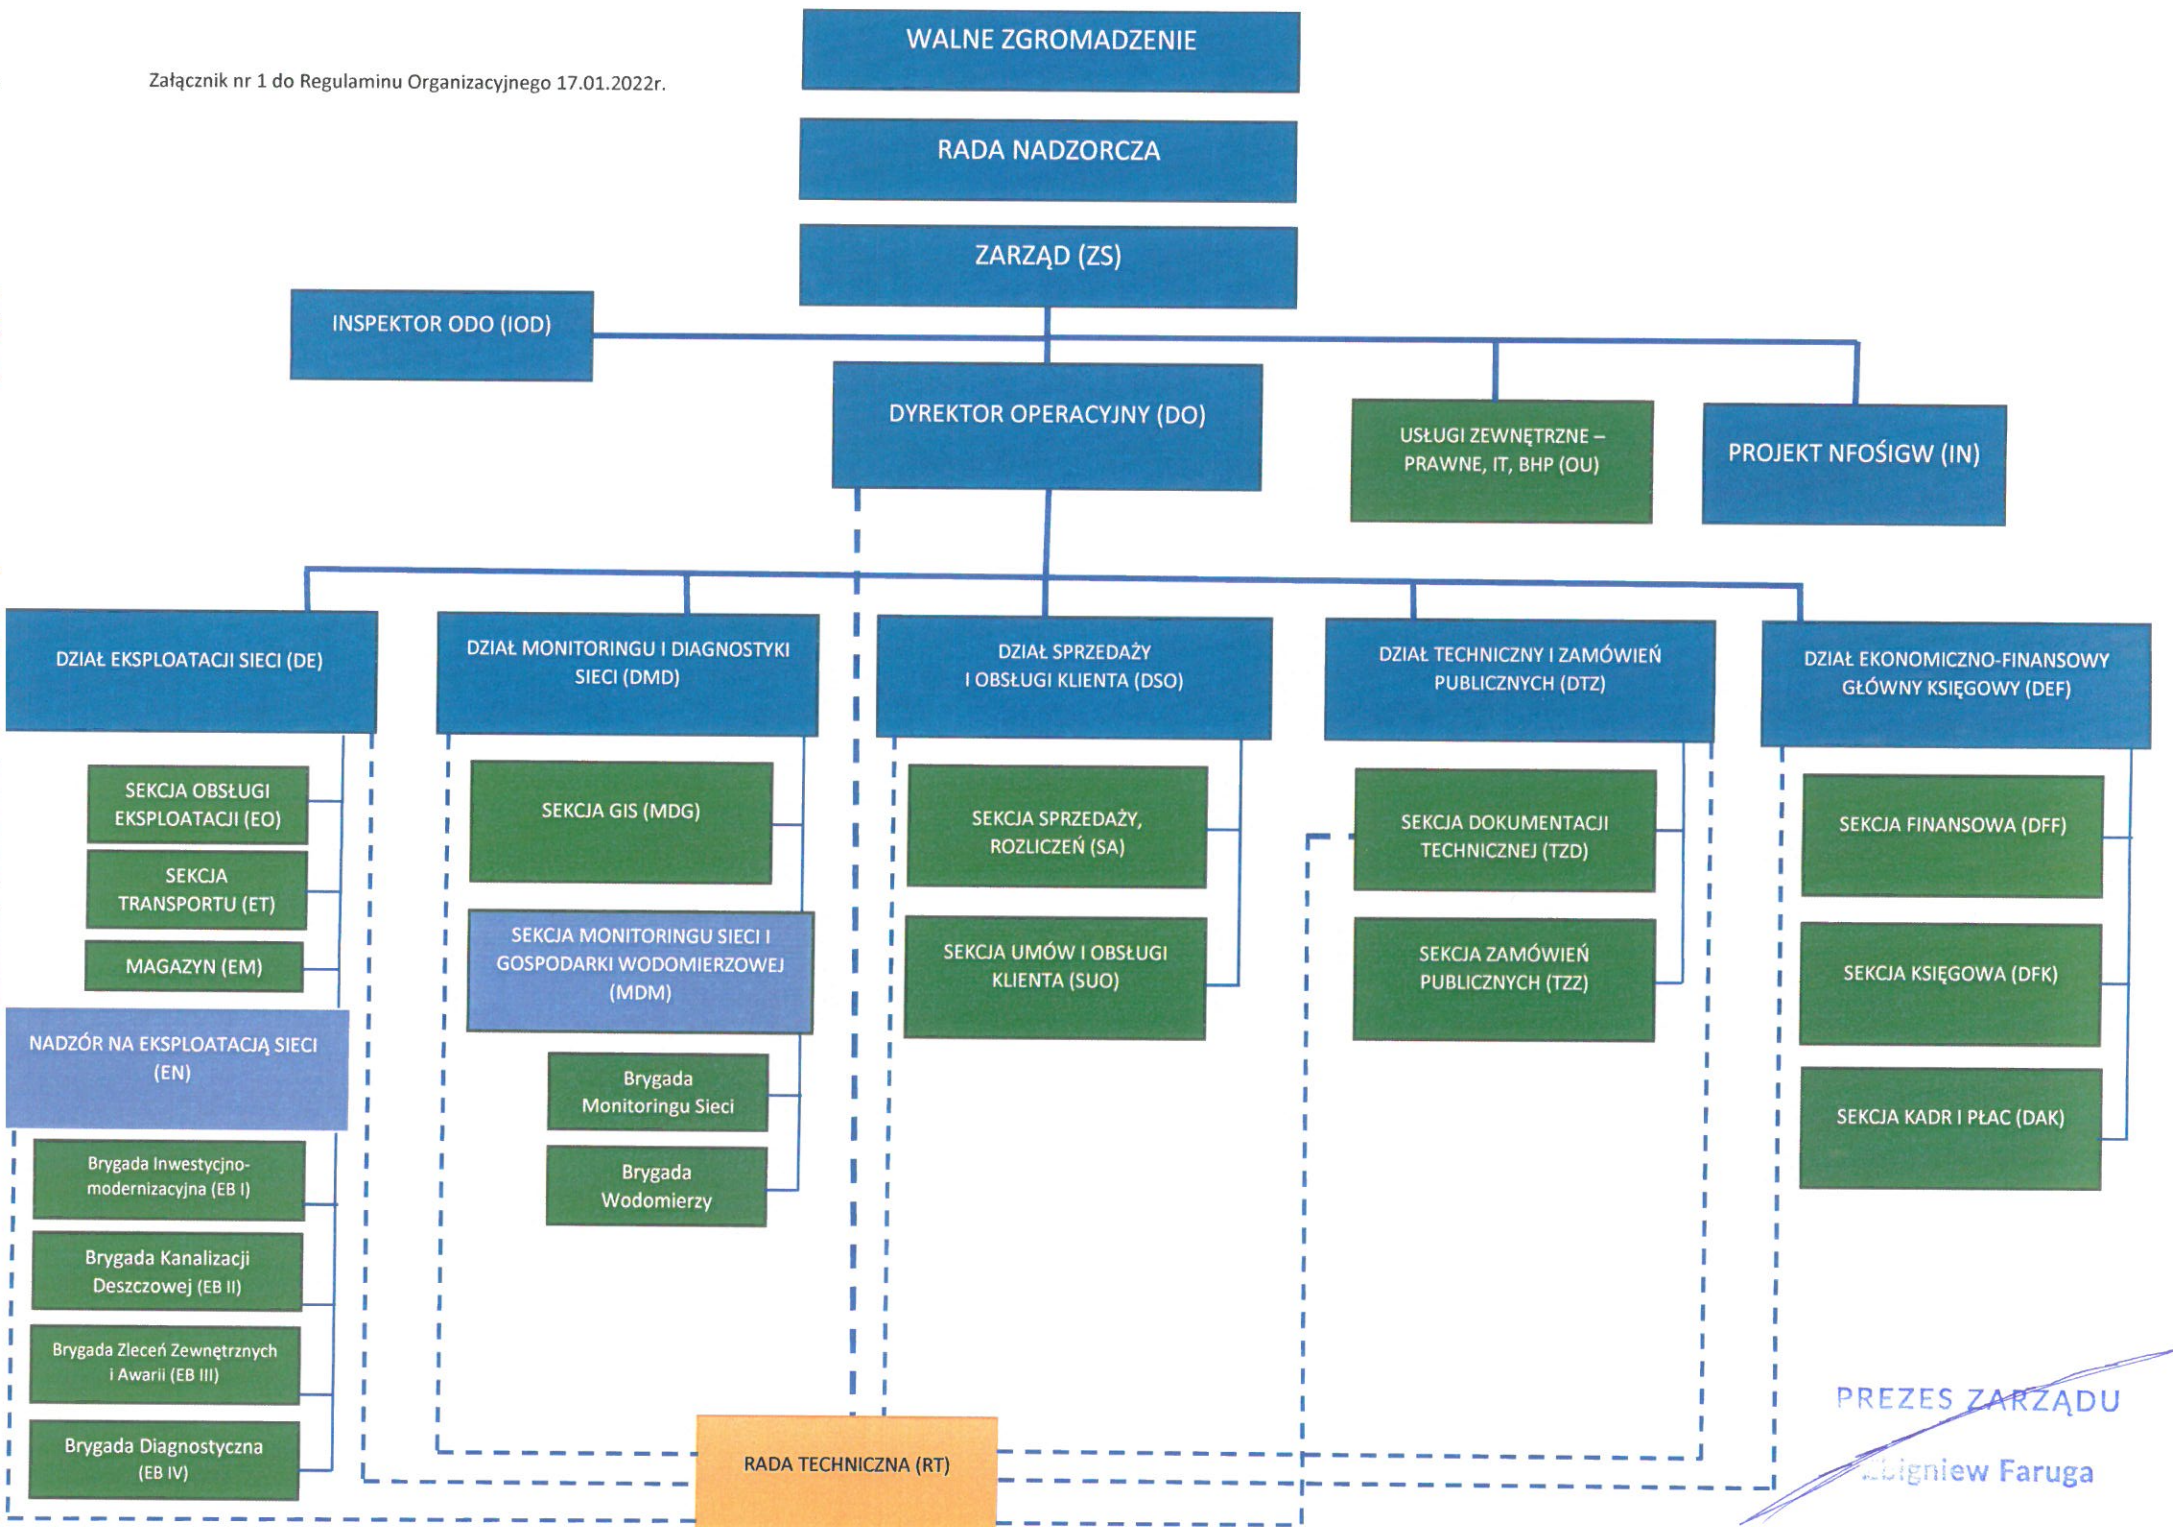 Załącznik nr 1 do Regulaminu Organizacyjnego 17.01.2022r.
WALNE ZGROMADZENIE
RADA NADZORCZA
ZARZĄD (ZS)
INSPEKTOR ODO (IOD)
DYREKTOR OPERACYJNY (DO)
USŁUGI ZEWNĘTRZNE –
PRAWNE, IT, BHP (OU)
PROJEKT NFOŚIGW (IN)
DZIAŁ EKSPLOATACJI SIECI (DE)
SEKCJA OBSŁUGI
EKSPLOATACJI (EO)
SEKCJA
TRANSPORTU (ET)
MAGAZYN (EM)
NADZÓR NA EKSPLOATACJĄ SIECI
(EN)
Brygada Inwestycjno-
modernizacyjna (EB I)
Brygada Kanalizacji
Deszczowej (EB II)
Brygada Zleceń Zewnętrznych
i Awarii (EB III)
Brygada Diagnostyczna
(EB IV)
DZIAŁ MONITORINGU I DIAGNOSTYKI
SIECI (DMD)
SEKCJA GIS (MDG)
SEKCJA MONITORINGU SIECI I
GOSPODARKI WODOMIERZOWEJ
(MDM)
Brygada
Monitoringu Sieci
Brygada
Wodomierzy
DZIAŁ SPRZEDAŻY
I OBSŁUGI KLIENTA (DSO)
SEKCJA SPRZEDAŻY,
ROZLICZEŃ (SA)
SEKCJA UMÓW I OBSŁUGI
KLIENTA (SUO)
DZIAŁ TECHNICZNY I ZAMÓWIEŃ
PUBLICZNYCH (DTZ)
SEKCJA DOKUMENTACJI
TECHNICZNEJ (TZD)
SEKCJA ZAMÓWIEŃ
PUBLICZNYCH (TZZ)
DZIAŁ EKONOMICZNO-FINANSOWY
GŁÓWNY KSIĘGOWY (DEF)
SEKCJA FINANSOWA (DFF)
SEKCJA KSIĘGOWA (DFK)
SEKCJA KADR I PŁAC (DAK)
RADA TECHNICZNA (RT)
PREZES ZARZĄDU
Zbigniew Faruga